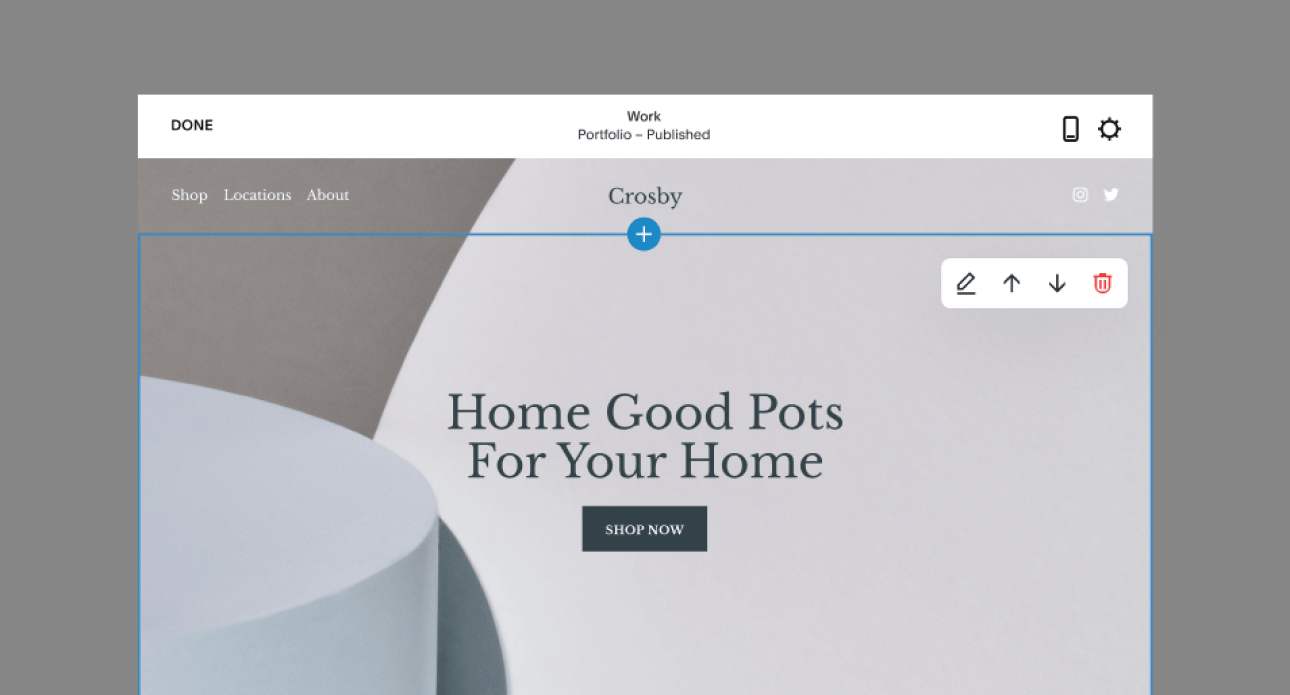 DONE
Work
Portfolio – Published
Shop Locations About
Crosby
Home Good Pots
For Your Home
SHOP NOW